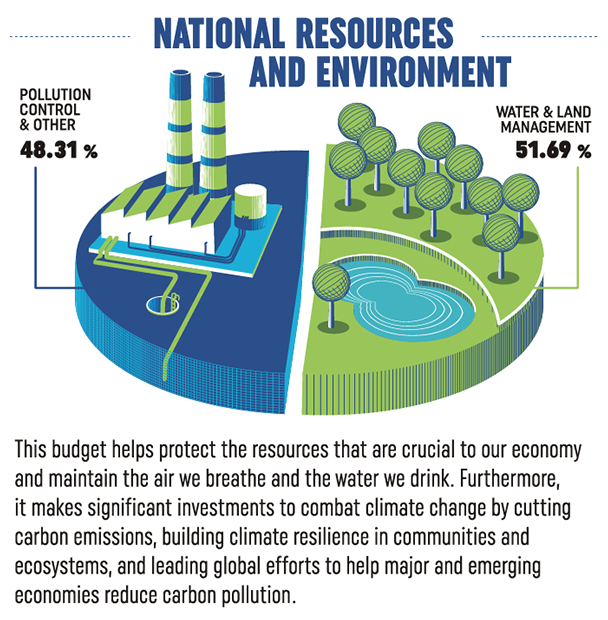 NATIONAL RESOURCES
AND ENVIRONMENT
POLLUTION
CONTROL
& OTHER
48.31 %
WATER & LAND
MANAGEMENT
51.69 %
This budget helps protect the resources that are crucial to our economy
and maintain the air we breathe and the water we drink. Furthermore,
it makes significant investments to combat climate change by cutting
carbon emissions, building climate resilience in communities and
ecosystems, and leading global efforts to help major and emerging
economies reduce carbon pollution.